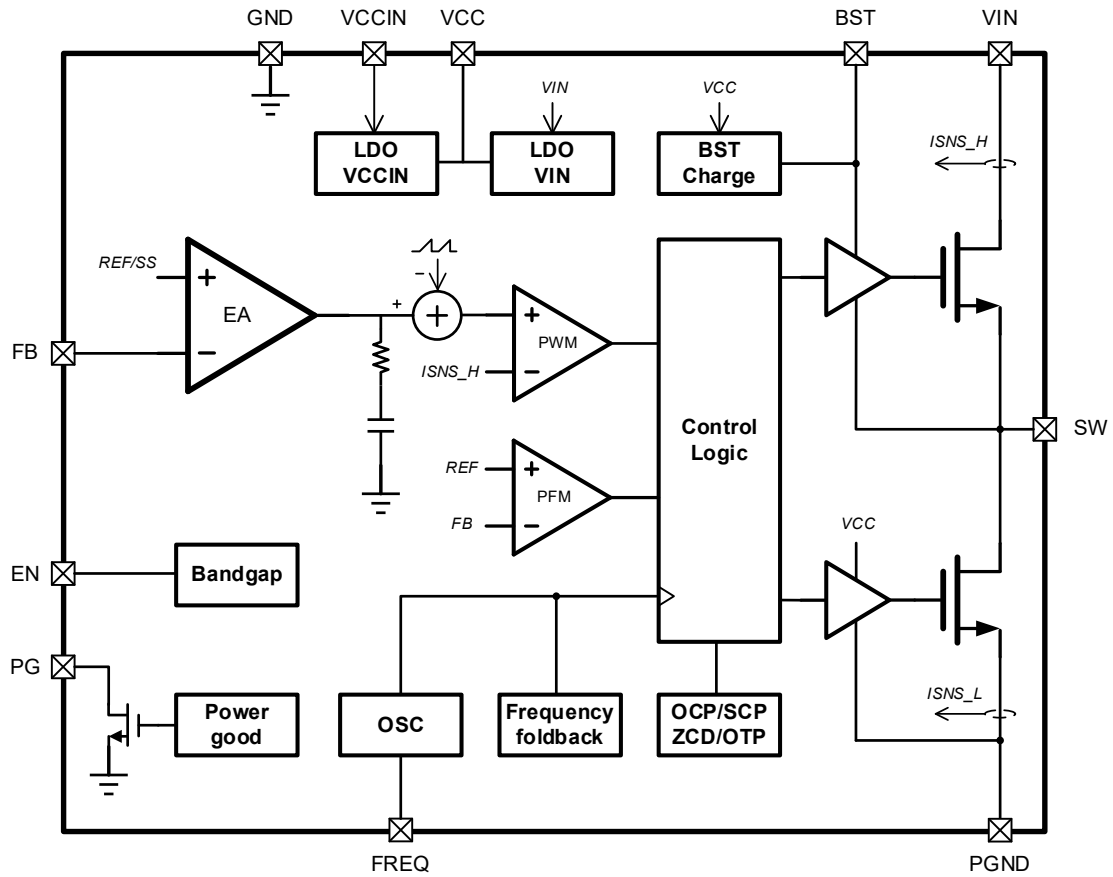 GND
VCCIN
VCC
BST
VIN
VIN
VCC
LDO
VCCIN
LDO
VIN
BST
Charge
ISNS_H
REF/SS
+
EA
−
+
−
+
+
PWM
ISNS_H
−
FB
SW
Control
Logic
REF
+
PFM
FB
−
VCC
EN
Bandgap
PG
Power
good
OSC
Frequency
foldback
OCP/SCP
ZCD/OTP
ISNS_L
FREQ
PGND